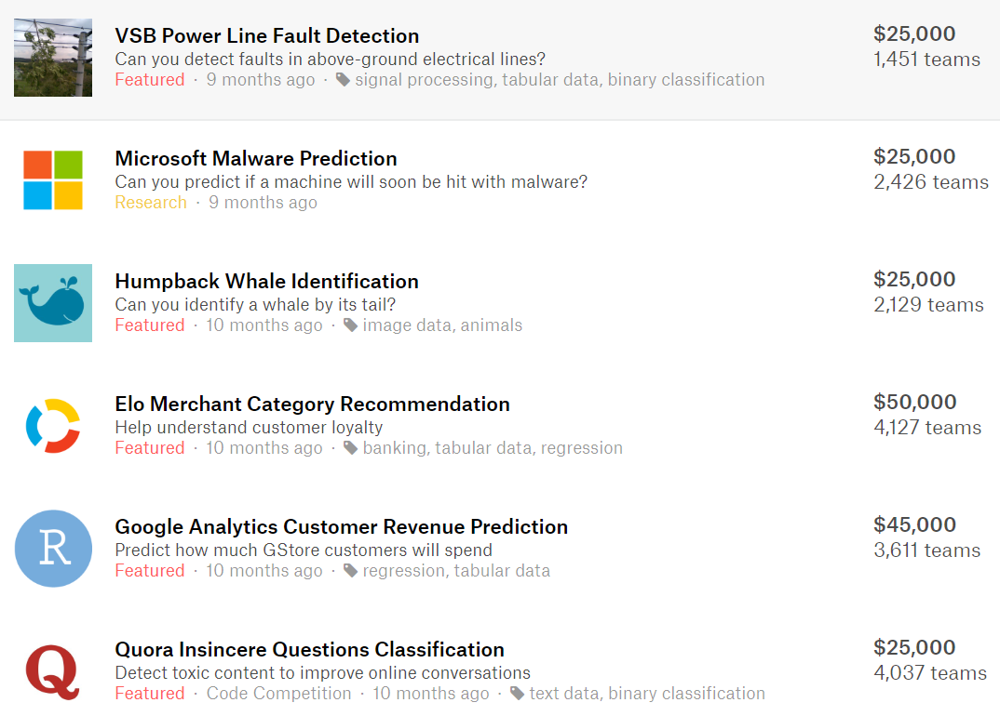 VSB Power Line Fault Detection
$25,000
Can you detect faults in above-ground electrical lines?
1,451 teams
Featured · 9 months ago · signal processing, tabular data, binary classification
Microsoft Malware Prediction
$25,000
Can you predict if a machine will soon be hit with malware?
2,426 teams
Research · 9 months ago
Humpback Whale Identification
$25,000
Can you identify a whale by its tail?
2,129 teams
Featured · 10 months ago · image data, animals
Elo Merchant Category Recommendation
$50,000
Help understand customer loyalty
4,127 teams
Featured · 10 months ago · banking, tabular data, regression
R
Google Analytics Customer Revenue Prediction
$45,000
Predict how much GStore customers will spend
3,611 teams
Featured · 10 months ago · regression, tabular data
Q
Quora Insincere Questions Classification
$25,000
Detect toxic content to improve online conversations
4,037 teams
Featured · Code Competition · 10 months ago · text data, binary classification